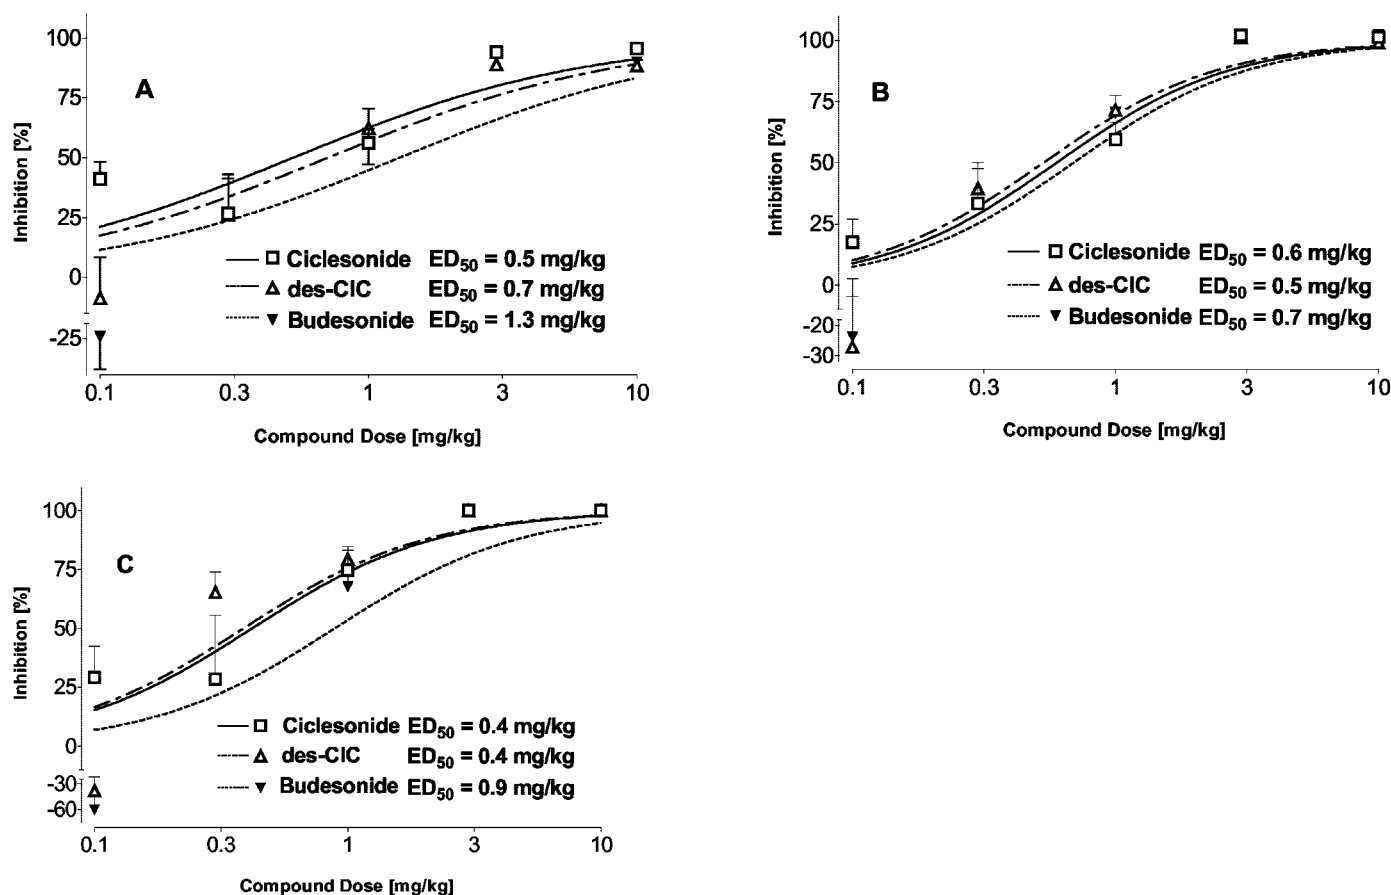 A
Inhibition [%]
100
75
50
25
0
-25
Ciclesonide ED50 = 0.5 mg/kg
des-CIC ED50 = 0.7 mg/kg
Budesonide ED50 = 1.3 mg/kg
0.1 0.3 1 3 10
Compound Dose [mg/kg]
B
Inhibition [%]
100
75
50
25
0
-20
-30
Ciclesonide ED50 = 0.6 mg/kg
des-CIC ED50 = 0.5 mg/kg
Budesonide ED50 = 0.7 mg/kg
0.1 0.3 1 3 10
Compound Dose [mg/kg]
C
Inhibition [%]
100
75
50
25
0
-30
-60
Ciclesonide ED50 = 0.4 mg/kg
des-CIC ED50 = 0.4 mg/kg
Budesonide ED50 = 0.9 mg/kg
0.1 0.3 1 3 10
Compound Dose [mg/kg]